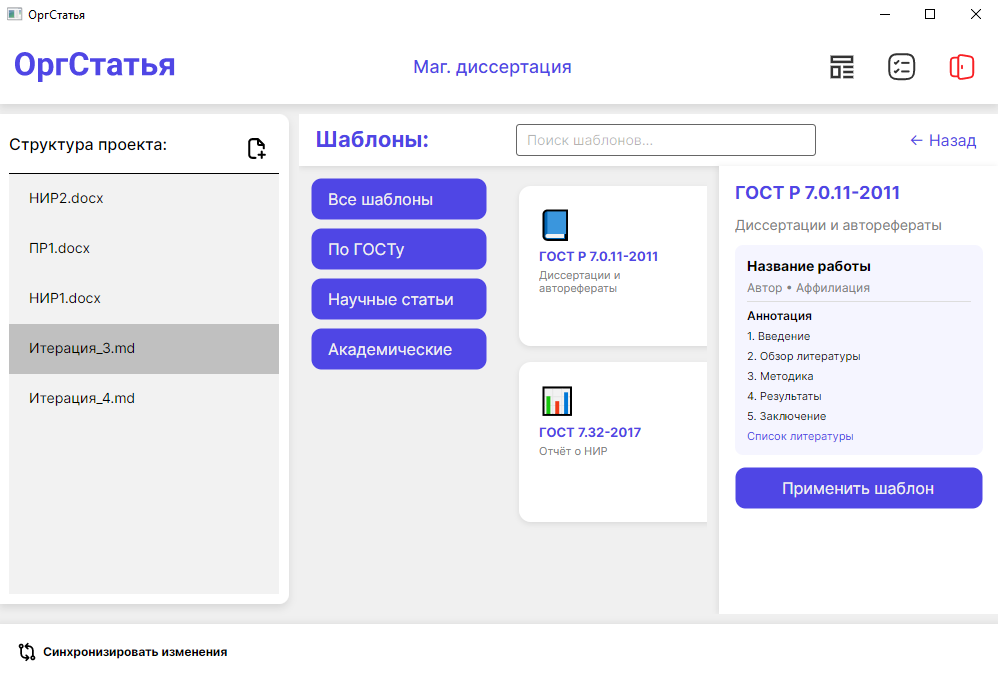 ОргСтатья
ОргСтатья
Маг. диссертация
Структура проекта:
НИР2.docx
ПР1.docx
НИР1.docx
Итерация_3.md
Итерация_4.md
Шаблоны:
Поиск шаблонов...
← Назад
Все шаблоны
По ГОСТу
Научные статьи
Академические
ГОСТ Р 7.0.11-2011
Диссертации и
авторефераты
ГОСТ 7.32-2017
Отчёт о НИР
ГОСТ Р 7.0.11-2011
Диссертации и авторефераты
Название работы
Автор • Аффилиация
Аннотация
1. Введение
2. Обзор литературы
3. Методика
4. Результаты
5. Заключение
Список литературы
Применить шаблон
Синхронизировать изменения